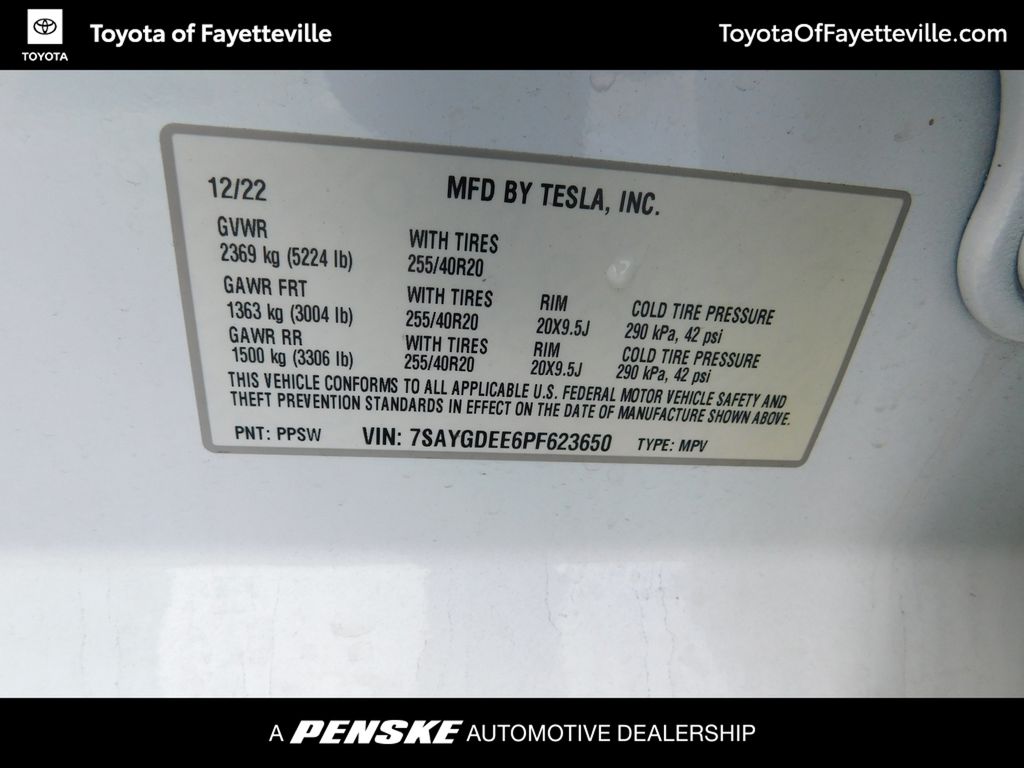 TOYOTA
Toyota of Fayetteville
ToyotaOfFayetteville.com
12/22
MFD BY TESLA, INC.
GVWR
2369 kg (5224 lb)
WITH TIRES
255/40R20
GAWR FRT
1363 kg (3004 lb)
WITH TIRES
255/40R20
RIM
20X9.5J
COLD TIRE PRESSURE
290 kPa, 42 psi
GAWR RR
1500 kg (3306 lb)
WITH TIRES
255/40R20
RIM
20X9.5J
COLD TIRE PRESSURE
290 kPa, 42 psi
THIS VEHICLE CONFORMS TO ALL APPLICABLE U.S. FEDERAL MOTOR VEHICLE SAFETY AND
THEFT PREVENTION STANDARDS IN EFFECT ON THE DATE OF MANUFACTURE SHOWN ABOVE.
PNT: PPSW VIN: 7SAYGDEE6PF623650 TYPE: MPV
A PENSKE AUTOMOTIVE DEALERSHIP